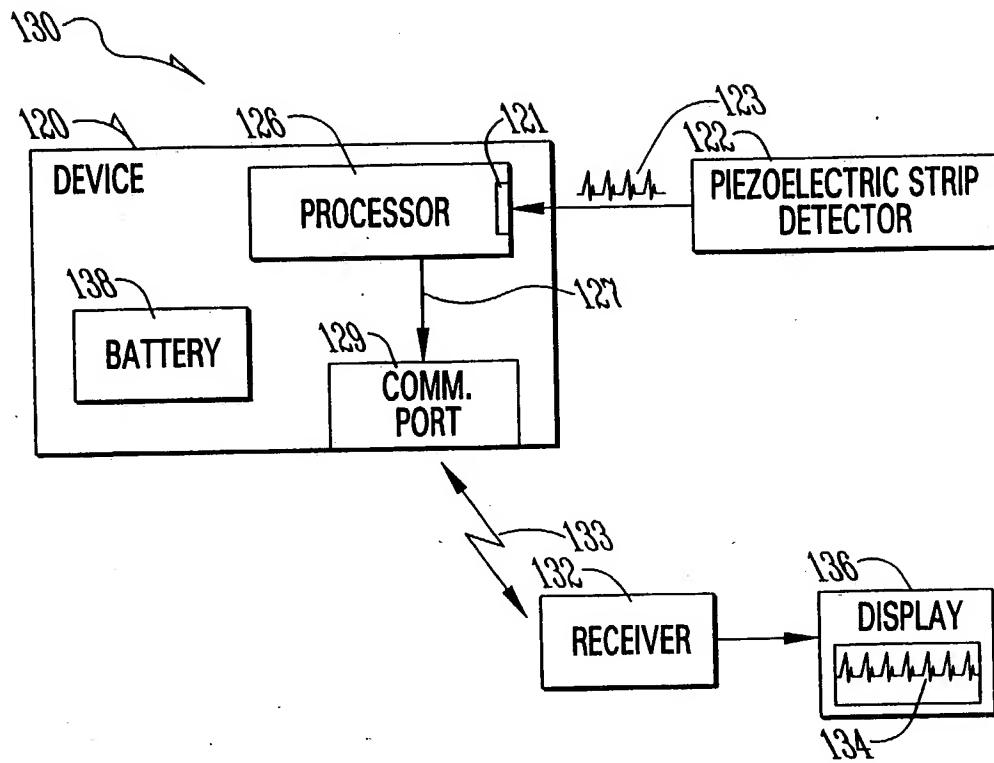 130
120
126
121
123
122
DEVICE
PROCESSOR
PIEZOELECTRIC STRIP
DETECTOR
127
138
BATTERY
129
COMM.
PORT
133
132
RECEIVER
136
DISPLAY
134